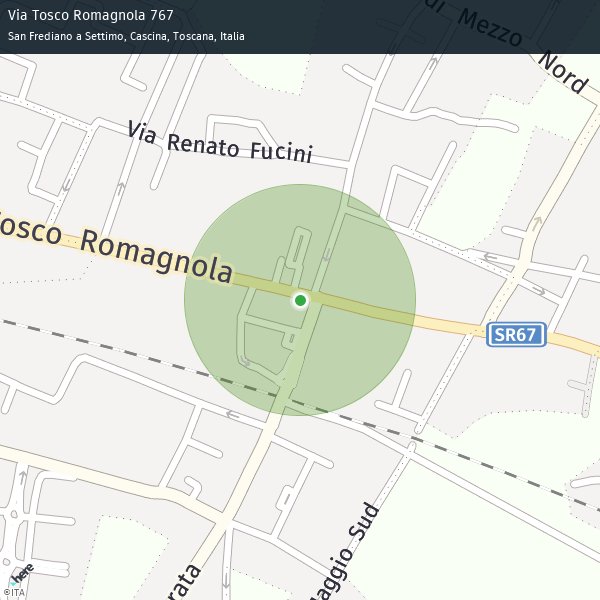 Via Tosco Romagnola 767
San Frediano a Settimo, Cascina, Toscana, Italia
di Mezzo Nord
Via Renato Fucini
Tosco Romagnola
SR67
aggio Sud
rata
here
©ITA